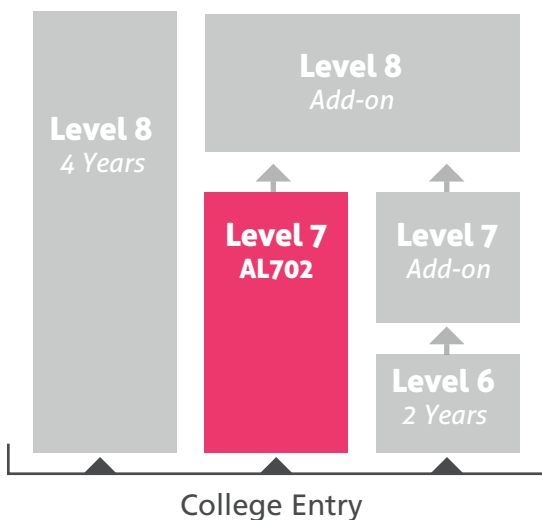 Level 8
4 Years
Level 8
Add-on
Level 7
AL702
Level 7
Add-on
Level 6
2 Years
College Entry